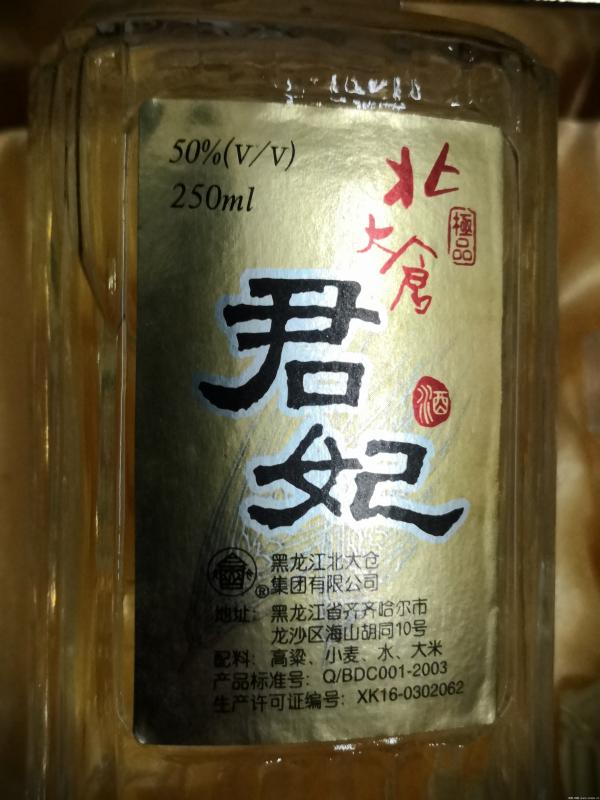 50%(V/V)
250ml
北
大倉
極品
君
妃
酒
黑龙江北大仓
®集团有限公司
地址：黑龙江省齐齐哈尔市
龙沙区海山胡同10号
配料：高粱、小麦、水、大米
产品标准号：Q/BDC001-2003
生产许可证编号：XK16-0302062